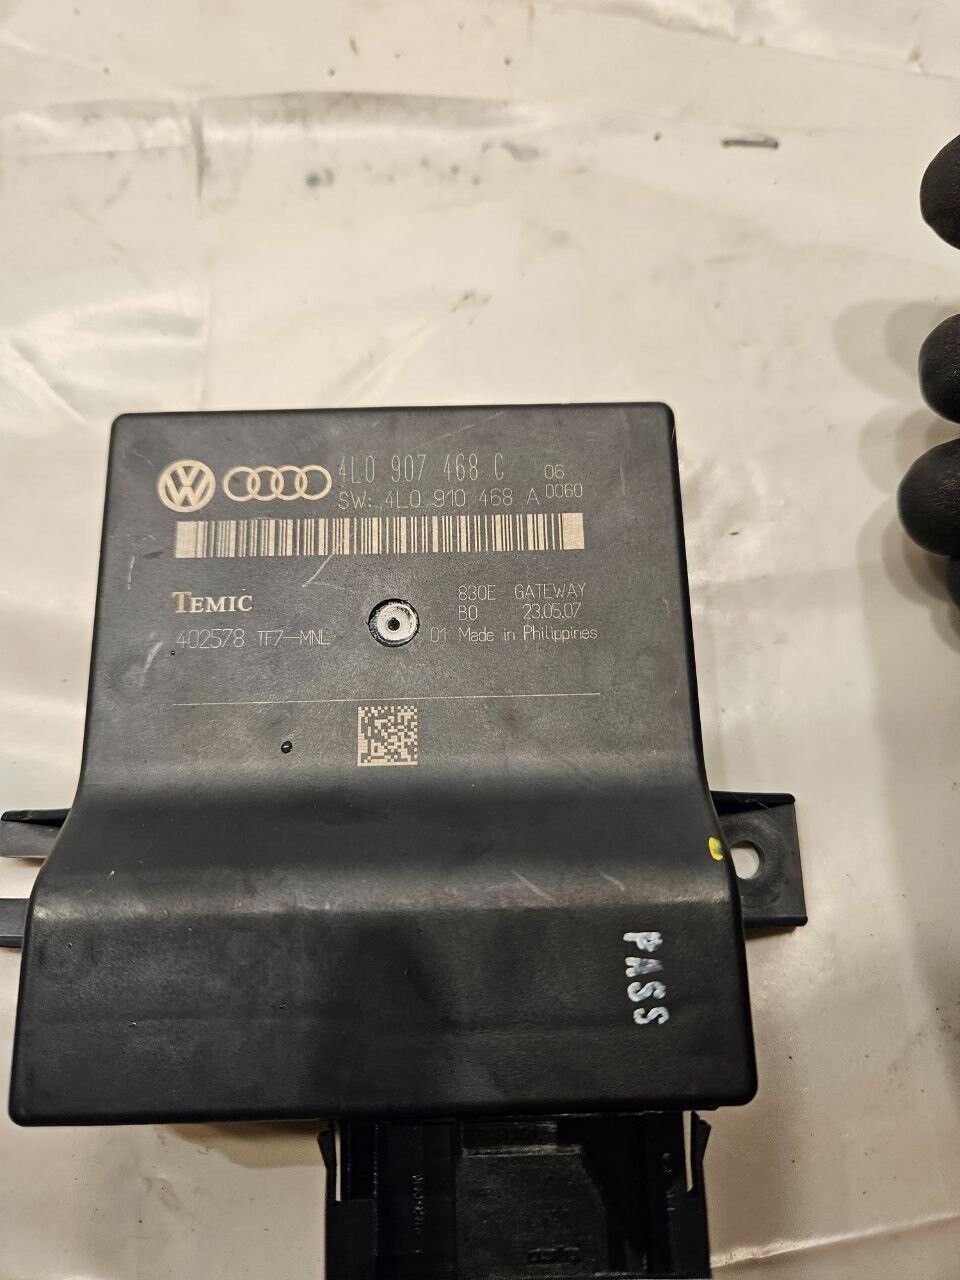 4L0 907 468 C 06
SW: 4L0 910 468 A 0060
TEMIC
830E GATEWAY
B0 23.05.07
402578 TF7-MNL 01 Made in Philippines
PASS